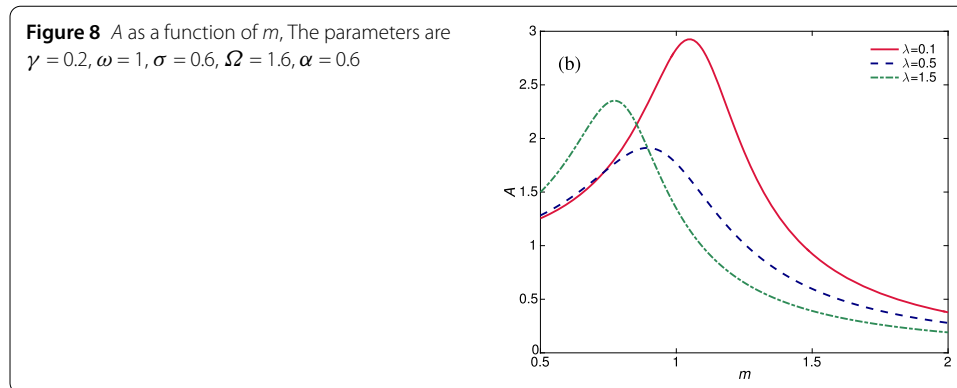 Figure 8 A as a function of m, The parameters are
γ = 0.2, ω = 1, σ = 0.6, Ω = 1.6, α = 0.6
(b)
λ=0.1
λ=0.5
λ=1.5
3
2.5
2
1.5
1
0.5
0
A
0.5 1 1.5 2
m